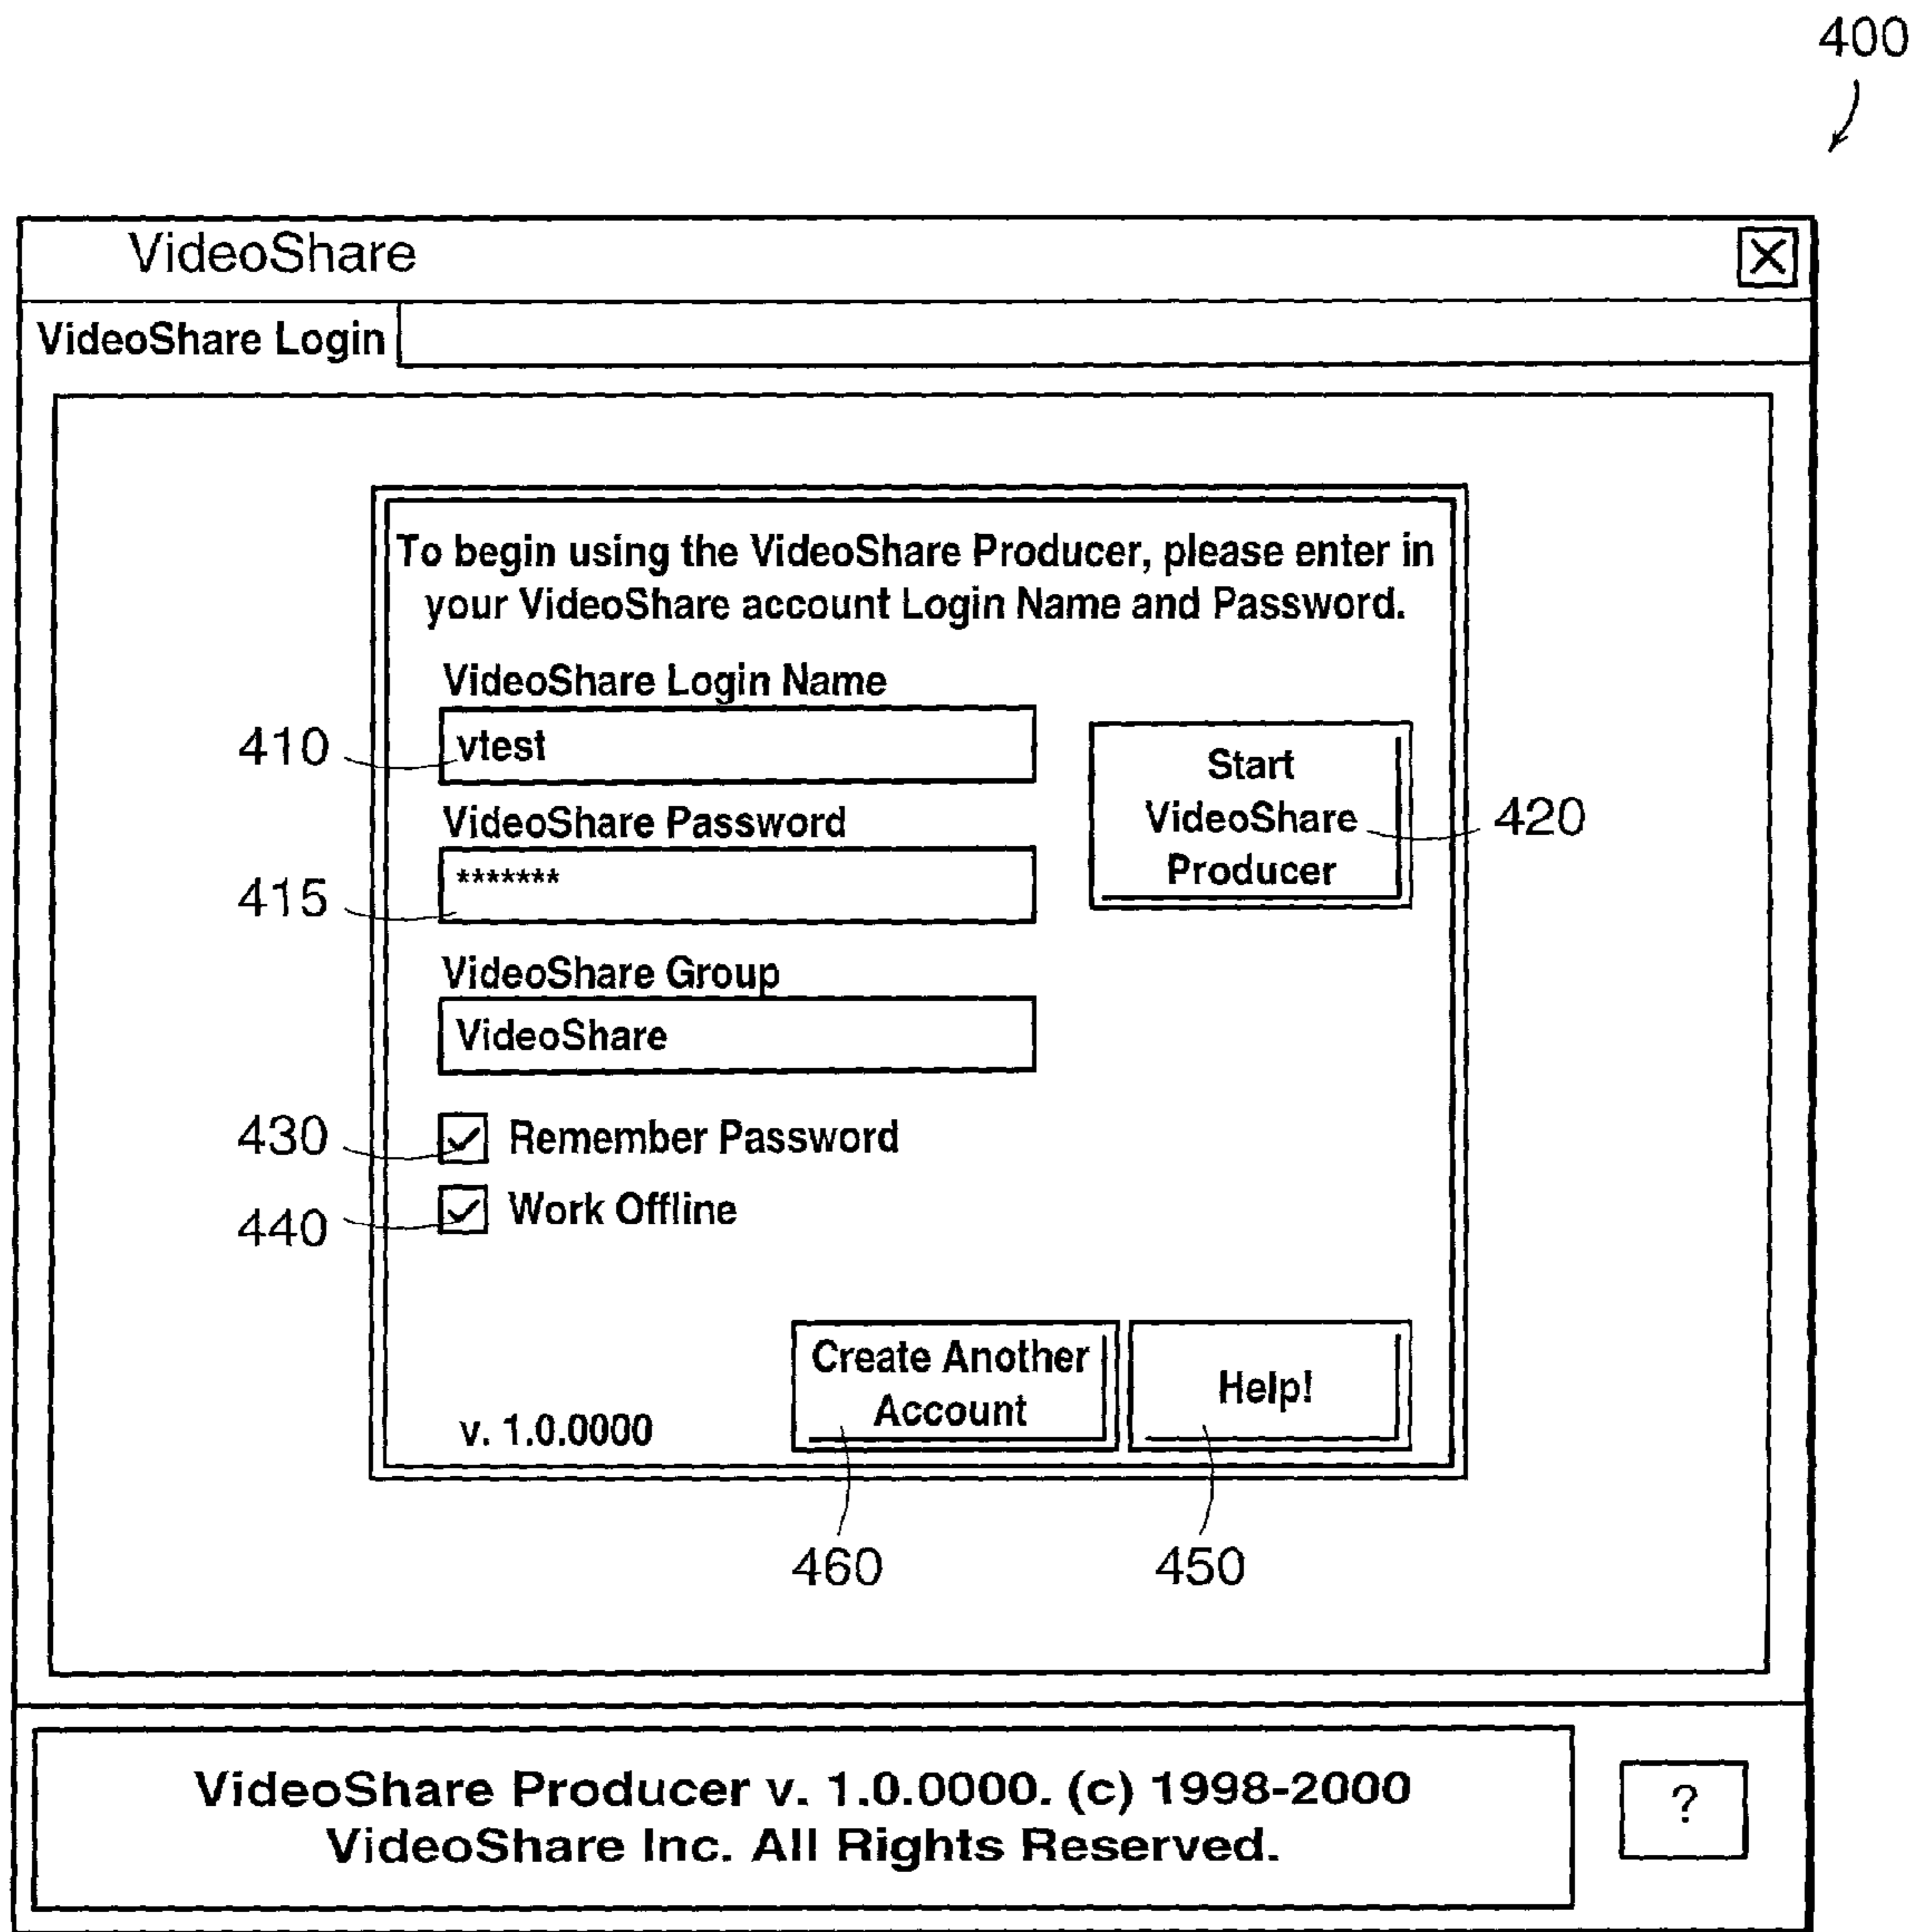 400
VideoShare
VideoShare Login
To begin using the VideoShare Producer, please enter in
your VideoShare account Login Name and Password.
VideoShare Login Name
410
vtest
Start
VideoShare
Producer
420
VideoShare Password
415
*******
VideoShare Group
VideoShare
430
Remember Password
440
Work Offline
Create Another
Account
Help!
v. 1.0.0000
460
450
VideoShare Producer v. 1.0.0000. (c) 1998-2000
VideoShare Inc. All Rights Reserved.
?